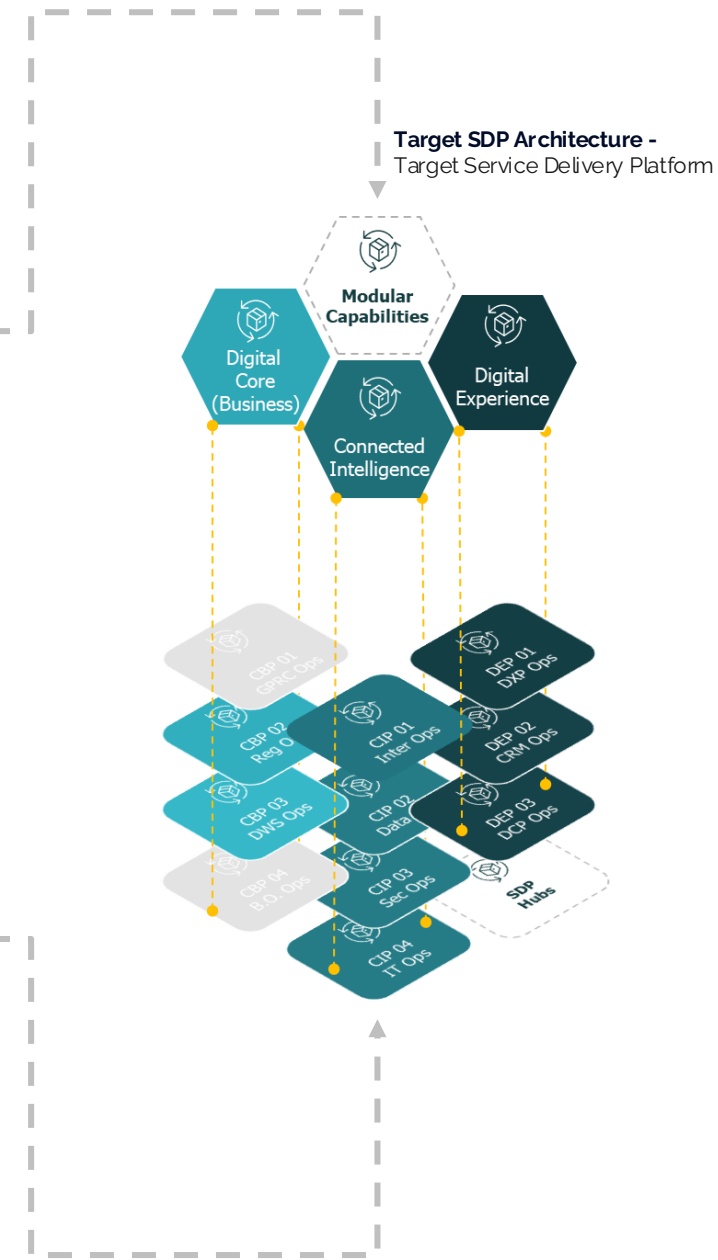 Target SDP Architecture -
Target Service Delivery Platform
Modular
Capabilities
Digital
Core
(Business)
Digital
Experience
Connected
Intelligence
CBP 01
GPRC Ops
CBP 02
Reg O
CBP 03
DWS Ops
CBP 04
B.O. Ops
CIP 01
Inter Ops
CIP 02
Data
CIP 03
Sec Ops
CIP 04
IT Ops
DEP 01
DXP Ops
DEP 02
CRM Ops
DEP 03
DCP Ops
SDP
Hubs